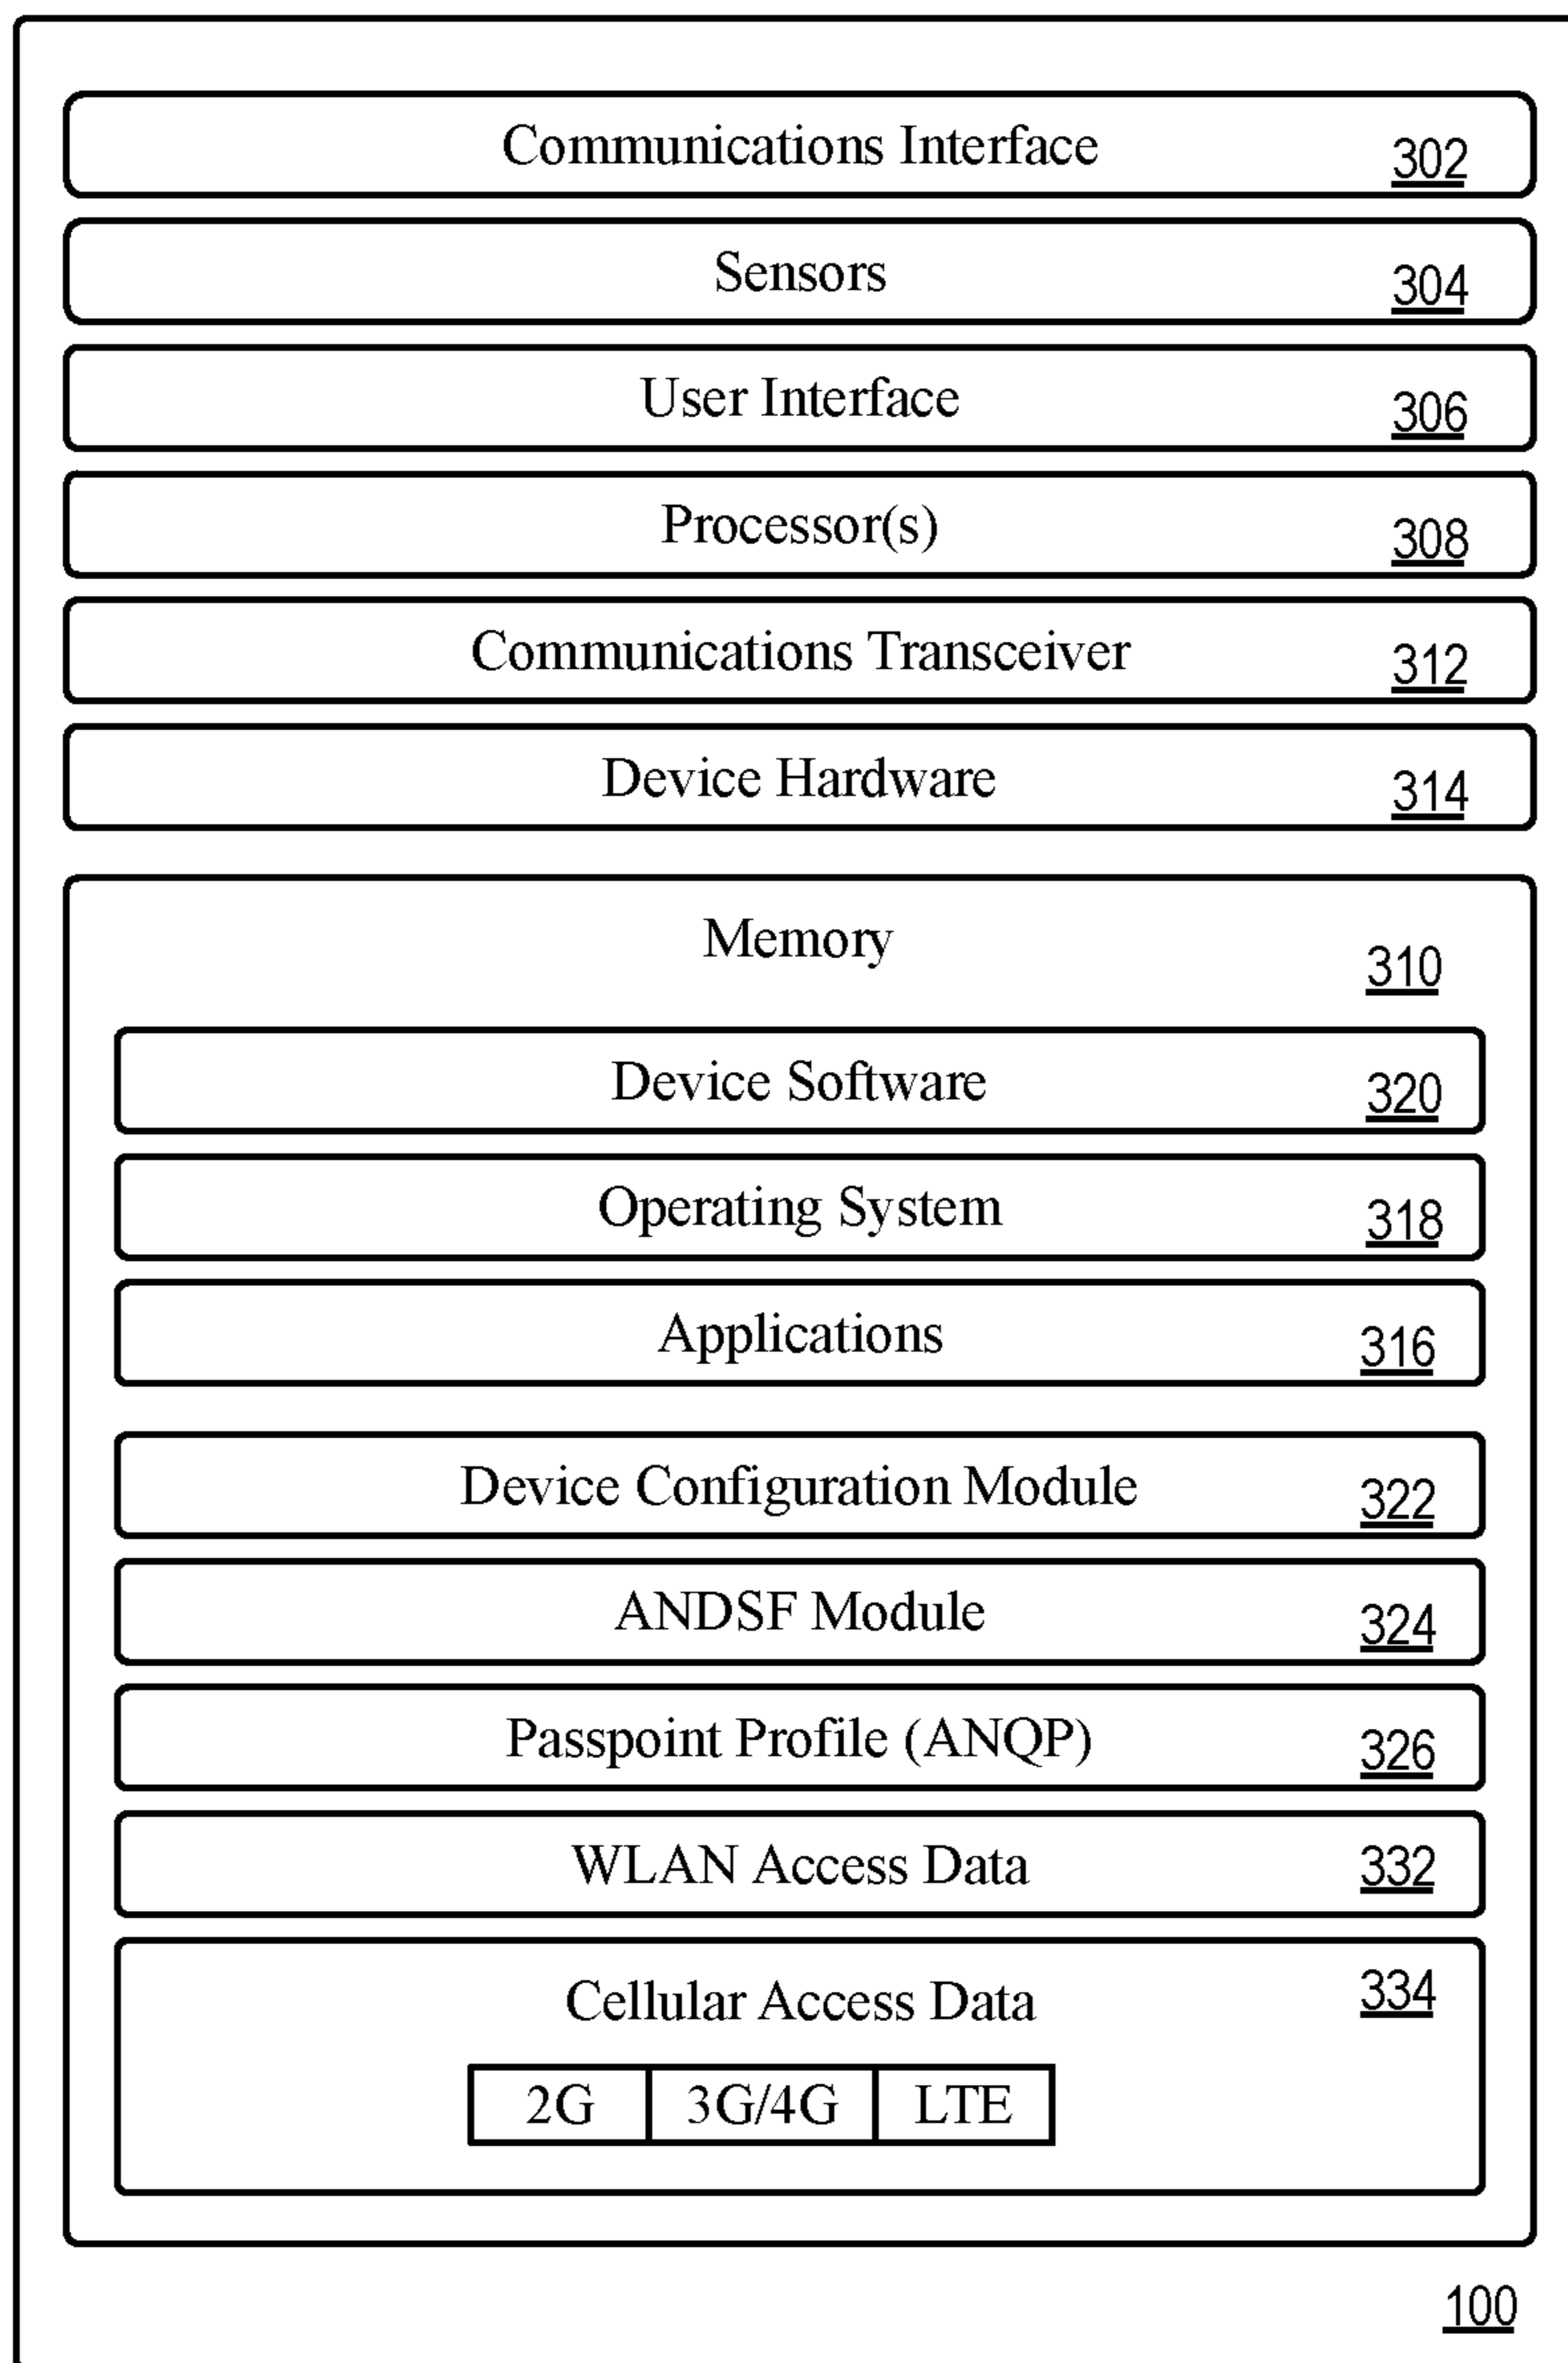 Communications Interface 302
Sensors 304
User Interface 306
Processor(s) 308
Communications Transceiver 312
Device Hardware 314
Memory 310
Device Software 320
Operating System 318
Applications 316
Device Configuration Module 322
ANDSF Module 324
Passpoint Profile (ANQP) 326
WLAN Access Data 332
Cellular Access Data 334
2G 3G/4G LTE
100